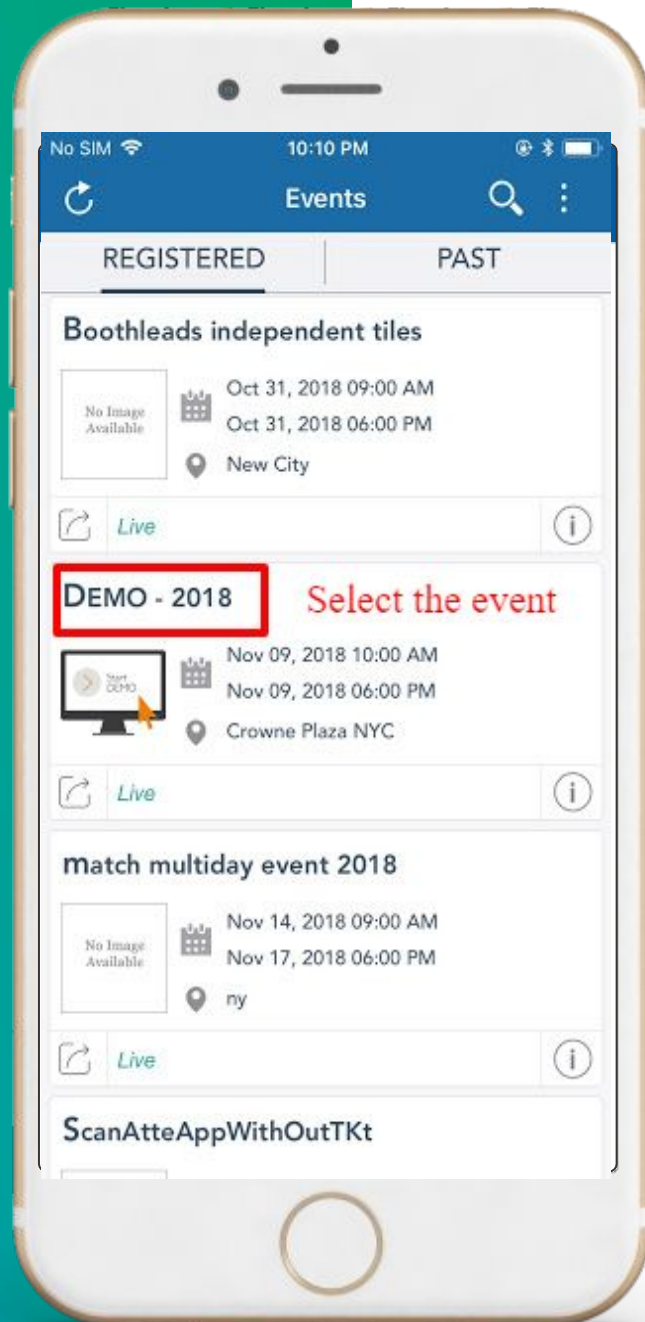 No SIM 10:10 PM
Events
REGISTERED PAST
Boothleads independent tiles
No Image
Available
Oct 31, 2018 09:00 AM
Oct 31, 2018 06:00 PM
New City
Live
DEMO - 2018 Select the event
Start
DEMO
Nov 09, 2018 10:00 AM
Nov 09, 2018 06:00 PM
Crowne Plaza NYC
Live
match multiday event 2018
No Image
Available
Nov 14, 2018 09:00 AM
Nov 17, 2018 06:00 PM
ny
Live
ScanAtteAppWithOutTKt